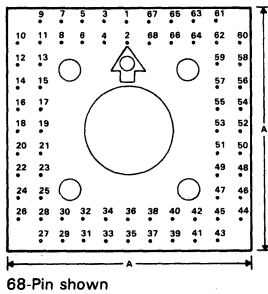 9 7 5 3 1 67 65 63 61
10 11 8 6 4 2 68 66 64 62 60
12 13 59 58
14 15 57 56
16 17 55 54
18 19 53 52
A
20 21 51 50
22 23 49 48
24 25 47 46
26 28 30 32 34 36 38 40 42 45 44
27 29 31 33 35 37 39 41 43
A
68-Pin shown